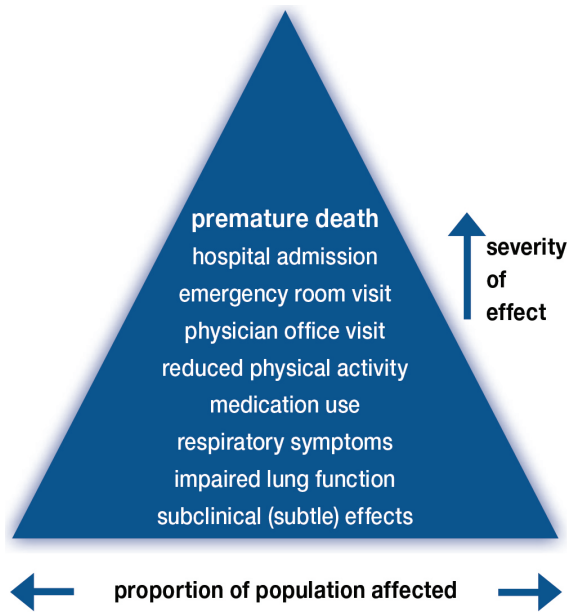 premature death
hospital admission
emergency room visit
physician office visit
reduced physical activity
medication use
respiratory symptoms
impaired lung function
subclinical (subtle) effects
severity
of
effect
proportion of population affected